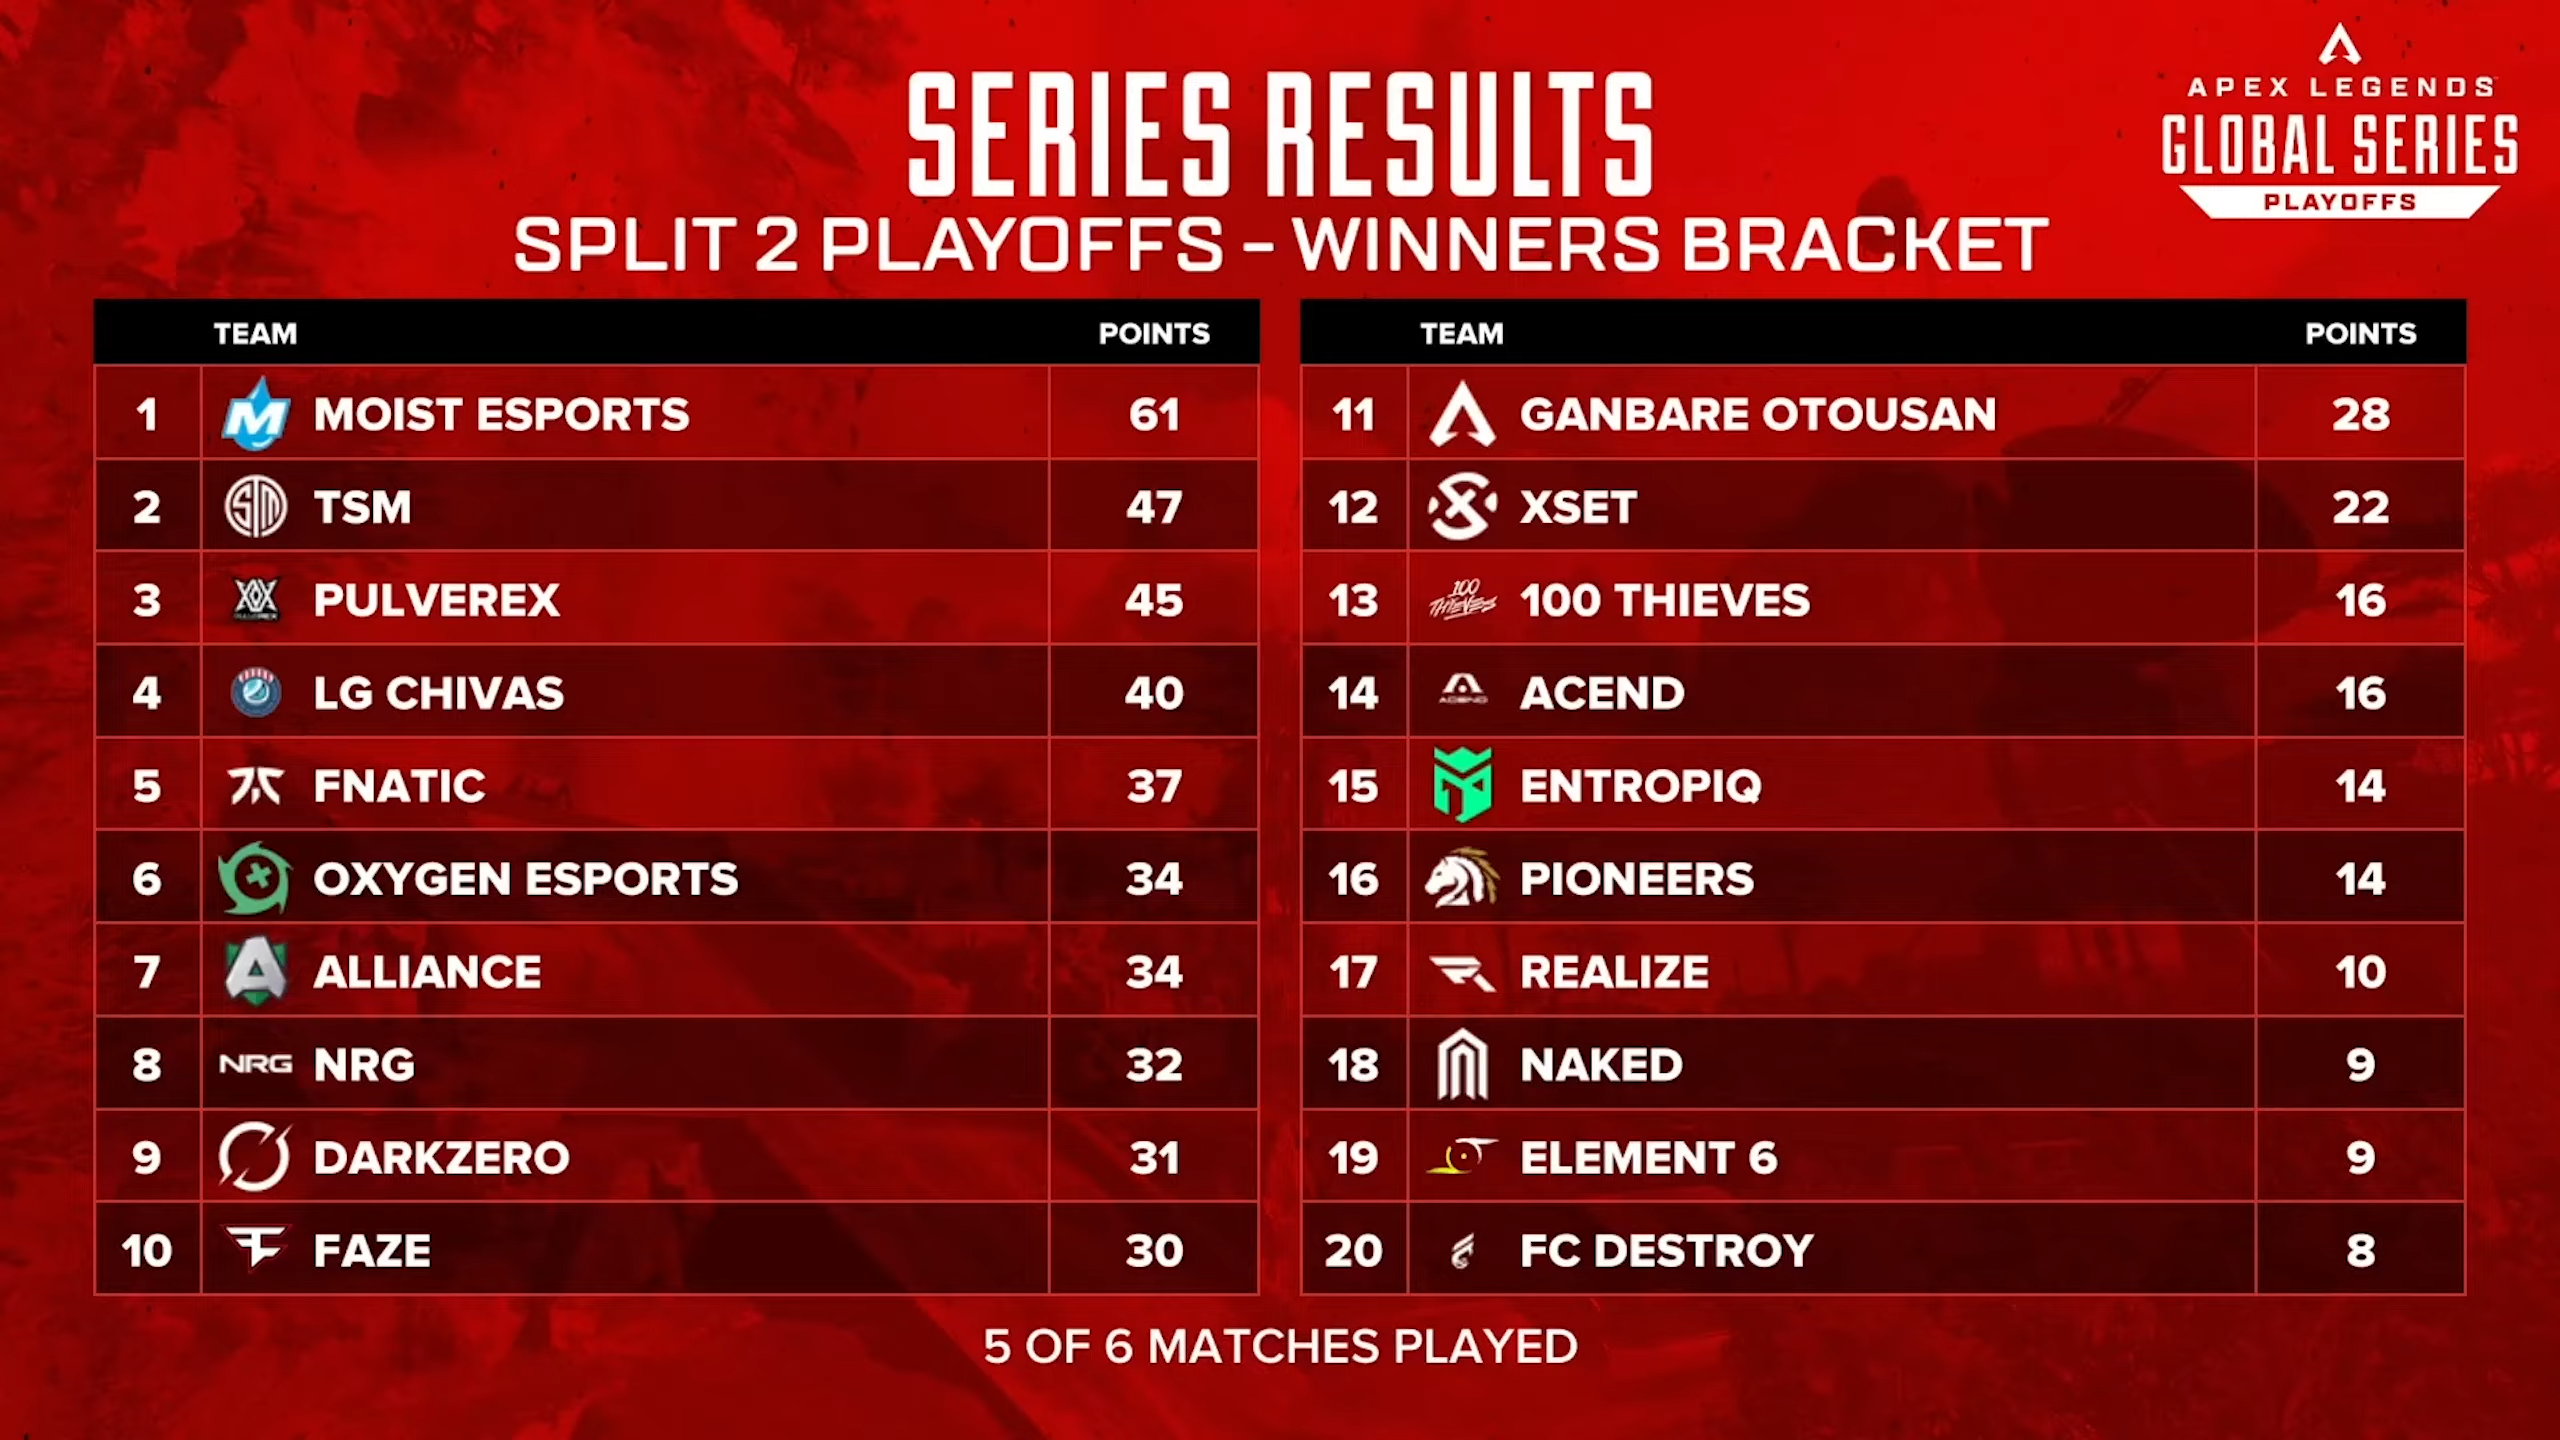 APEX LEGENDS
GLOBAL SERIES
PLAYOFFS
SERIES RESULTS
SPLIT 2 PLAYOFFS – WINNERS BRACKET
TEAM POINTS
1 MOIST ESPORTS 61
2 TSM TSM 47
3 PULVEREX 45
4 LG CHIVAS 40
5 FNATIC 37
6 OXYGEN ESPORTS 34
7 ALLIANCE 34
8 NRG NRG 32
9 DARKZERO 31
10 FAZE 30
TEAM POINTS
11 GANBARE OTOUSAN 28
12 XSET 22
13 100 THIEVES 100 THIEVES 16
14 ACEND ACEND 16
15 ENTROPIQ 14
16 PIONEERS 14
17 REALIZE 10
18 NAKED 9
19 ELEMENT 6 9
20 FC DESTROY 8
5 OF 6 MATCHES PLAYED